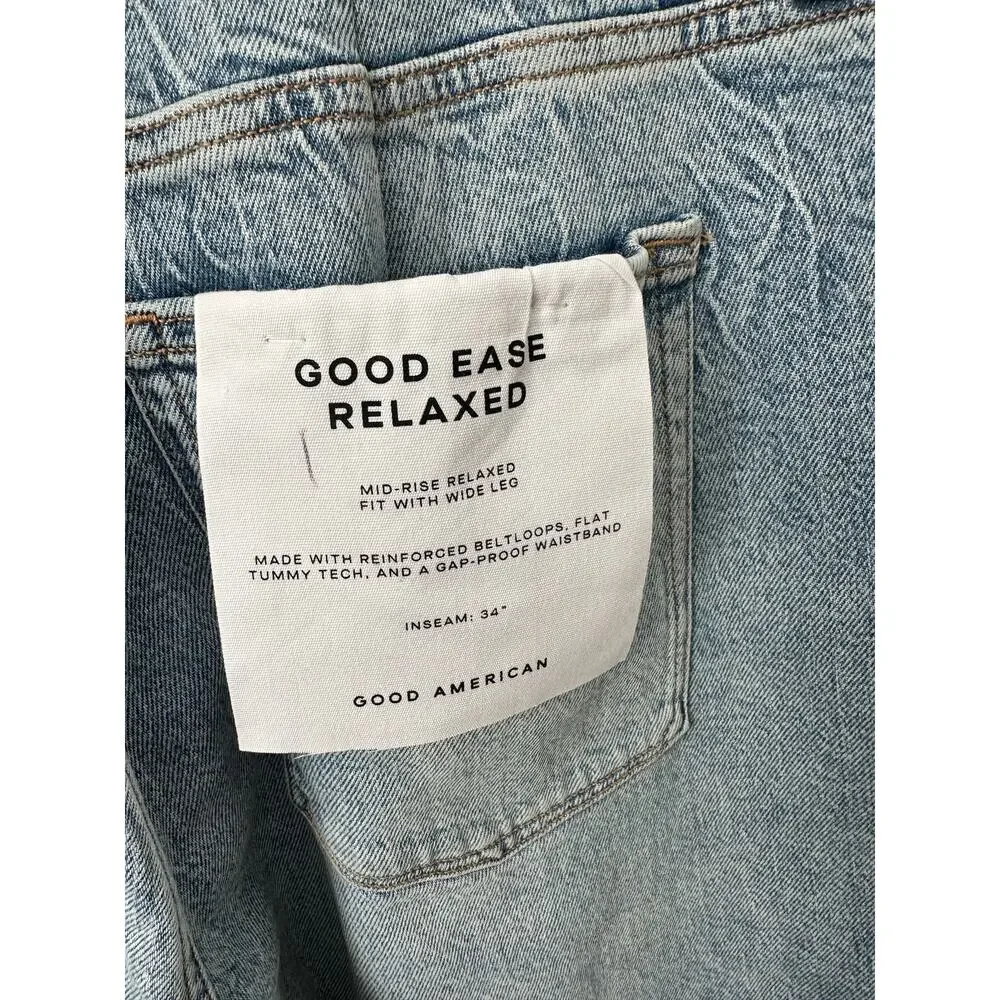 GOOD EASE
RELAXED
MID-RISE RELAXED
FIT WITH WIDE LEG
MADE WITH REINFORCED BELTLOOPS, FLAT
TUMMY TECH, AND A GAP-PROOF WAISTBAND
INSEAM: 34"
GOOD AMERICAN